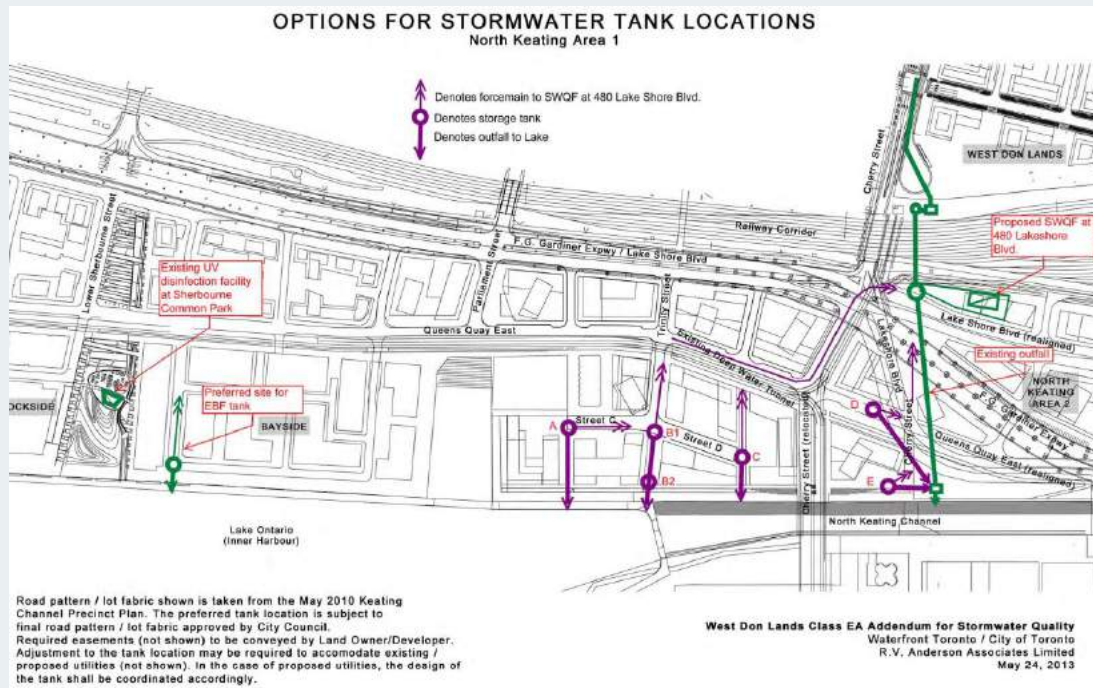 OPTIONS FOR STORMWATER TANK LOCATIONS
North Keating Area 1
Denotes forcemain to SWQF at 480 Lake Shore Blvd.
Denotes storage tank
Denotes outfall to Lake
WEST DON LANDS
Cherry Street
Lower Sherbourne Street
Parliament Street
Railway Corridor
F.G. Gardiner Expwy / Lake Shore Blvd
Proposed SWQF at
480 Lakeshore
Blvd.
Existing UV
disinfection facility
at Sherbourne
Common Park
Trinity Street
Queens Quay East
Existing Deep Water Tunnel
Lakeshore Blvd.
Lake Shore Blvd (realigned)
Existing outfall
NORTH
KEATING
AREA 2
F.G. Gardiner Expwy
OCKSIDE
Preferred site for
EBF tank
BAYSIDE
A
Street C
B1
Street D
C
D
Cherry Street
Queens Quay East (realigned)
B2
Cherry Street (relocated)
E
North Keating Channel
Lake Ontario
(Inner Harbour)
Road pattern / lot fabric shown is taken from the May 2010 Keating
Channel Precinct Plan. The preferred tank location is subject to
final road pattern / lot fabric approved by City Council.
Required easements (not shown) to be conveyed by Land Owner/Developer.
Adjustment to the tank location may be required to accomodate existing /
proposed utilities (not shown). In the case of proposed utilities, the design of
the tank shall be coordinated accordingly.
West Don Lands Class EA Addendum for Stormwater Quality
Waterfront Toronto / City of Toronto
R.V. Anderson Associates Limited
May 24, 2013